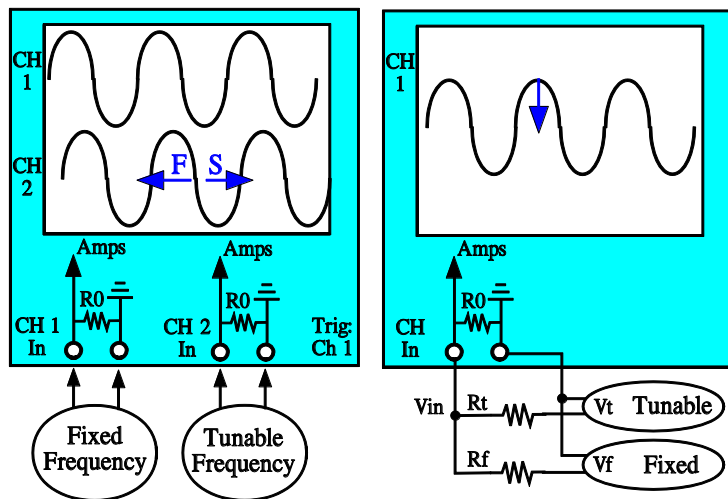 CH
1
CH
2
F S
Amps
Amps
R0
R0
CH 1
In
CH 2
In
Trig:
Ch 1
Fixed
Frequency
Tunable
Frequency
CH
1
Amps
R0
CH
In
Vin
Rt
Vt Tunable
Rf
Vf Fixed